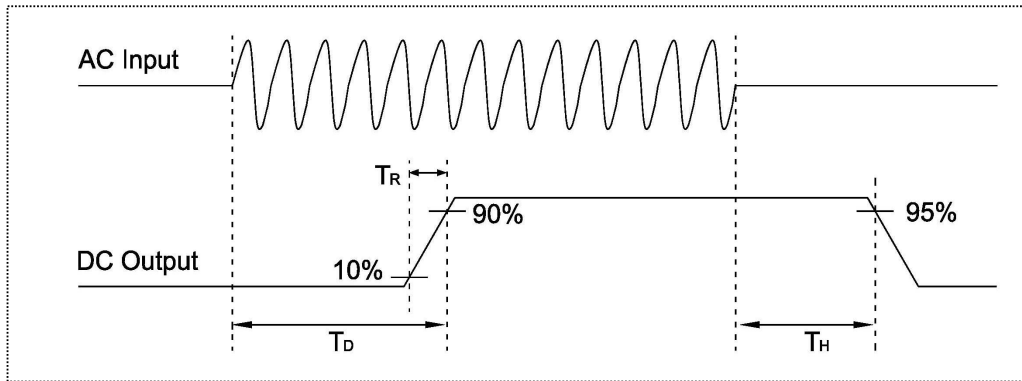 AC Input
TR
90%
95%
DC Output
10%
TD
TH